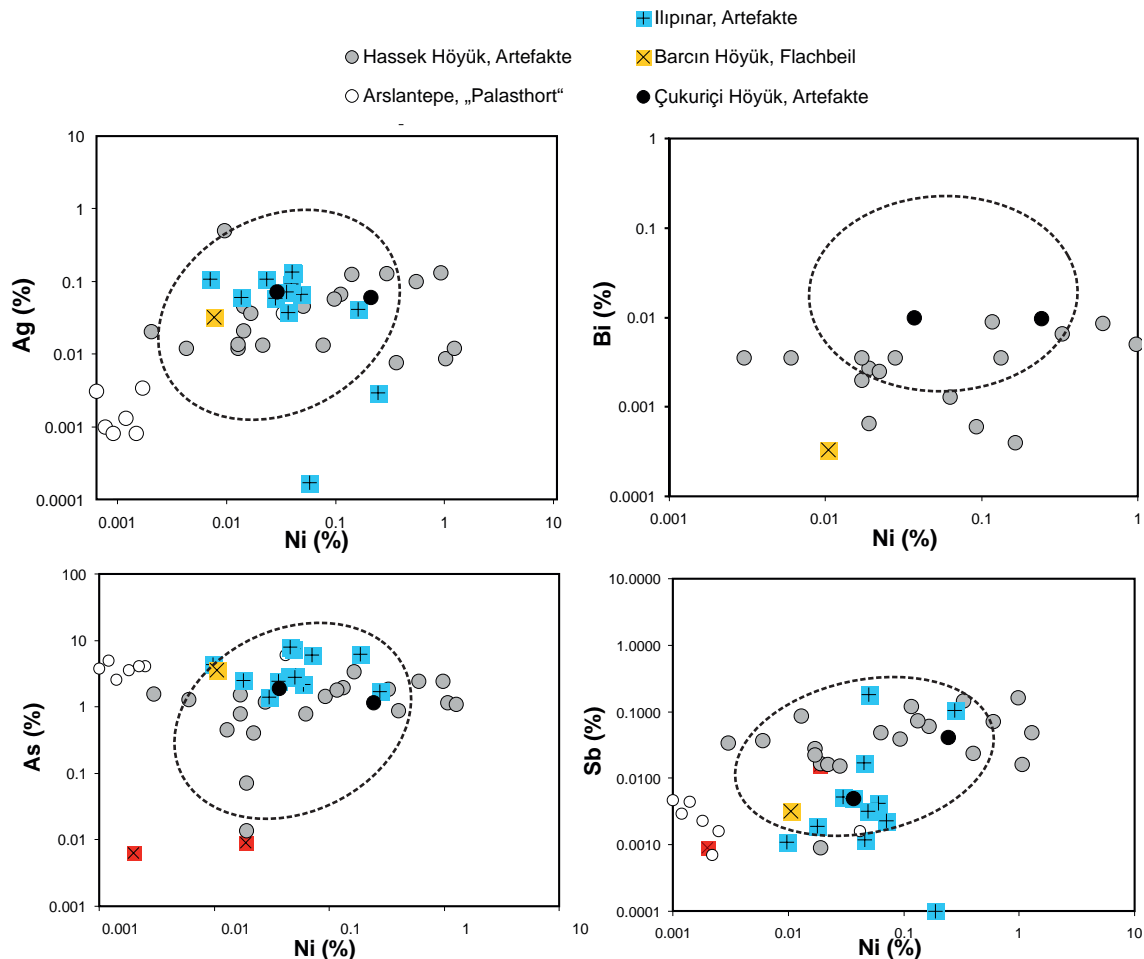 Ilıpınar, Artefakte
Hassek Höyük, Artefakte
Barcın Höyük, Flachbeil
Arslantepe, „Palasthort“
Çukuriçi Höyük, Artefakte
10
1
0.1
0.01
0.001
0.0001
Ag (%)
0.001 0.01 0.1 1 10
Ni (%)
1
0.1
0.01
0.001
0.0001
Bi (%)
0.001 0.01 0.1 1
Ni (%)
100
10
1
0.1
0.01
0.001
As (%)
0.001 0.01 0.1 1 10
Ni (%)
10.0000
1.0000
0.1000
0.0100
0.0010
0.0001
Sb (%)
0.001 0.01 0.1 1 10
Ni (%)